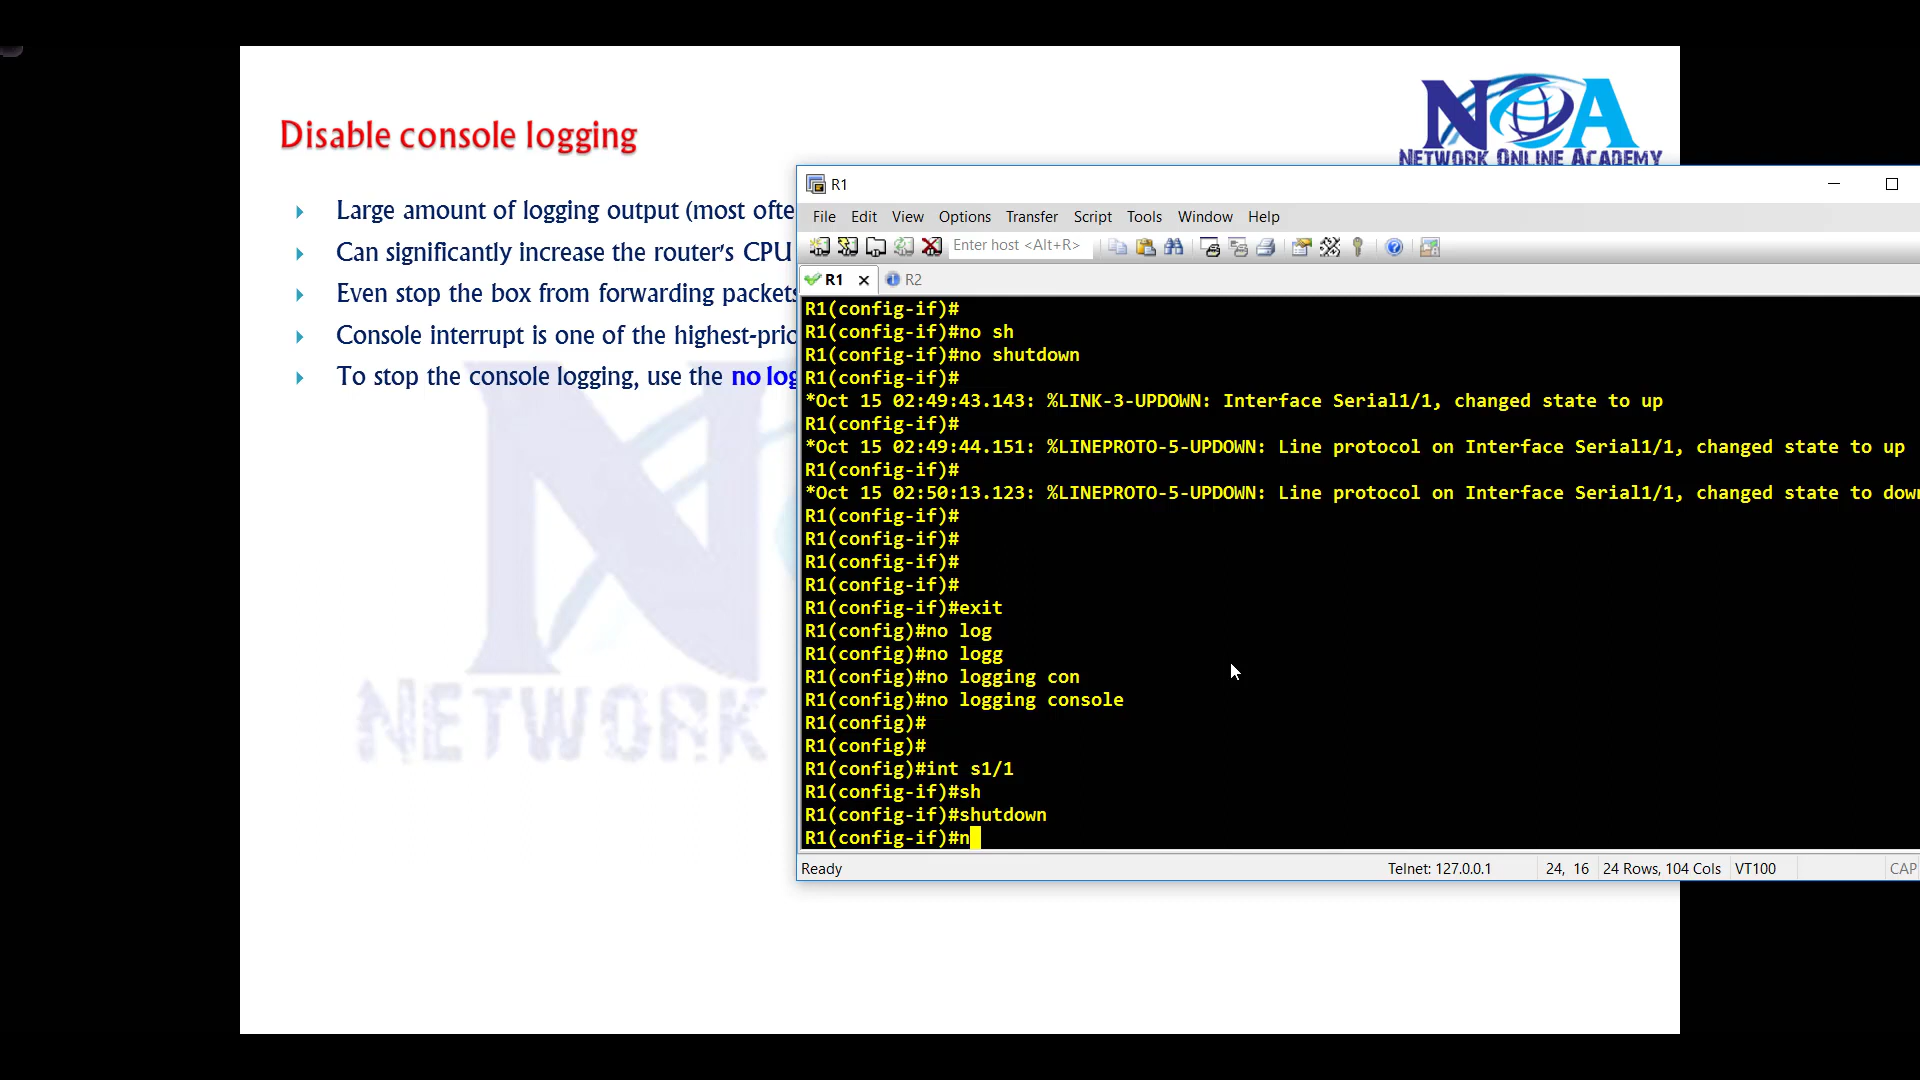 Disable console logging
NOA
NETWORK ONLINE ACADEMY
Large amount of logging output (most ofte
Can significantly increase the router's CPU
Even stop the box from forwarding packets
Console interrupt is one of the highest-prio
To stop the console logging, use the no log
NETWORK
R1
File Edit View Options Transfer Script Tools Window Help
Enter host <Alt+R>
R1 R2
R1(config-if)#
R1(config-if)#no sh
R1(config-if)#no shutdown
R1(config-if)#
*Oct 15 02:49:43.143: %LINK-3-UPDOWN: Interface Serial1/1, changed state to up
R1(config-if)#
*Oct 15 02:49:44.151: %LINEPROTO-5-UPDOWN: Line protocol on Interface Serial1/1, changed state to up
R1(config-if)#
*Oct 15 02:50:13.123: %LINEPROTO-5-UPDOWN: Line protocol on Interface Serial1/1, changed state to down
R1(config-if)#
R1(config-if)#
R1(config-if)#
R1(config-if)#
R1(config-if)#exit
R1(config)#no log
R1(config)#no logg
R1(config)#no logging con
R1(config)#no logging console
R1(config)#
R1(config)#
R1(config)#int s1/1
R1(config-if)#sh
R1(config-if)#shutdown
R1(config-if)#n
Ready Telnet: 127.0.0.1 24, 16 24 Rows, 104 Cols VT100 CAP